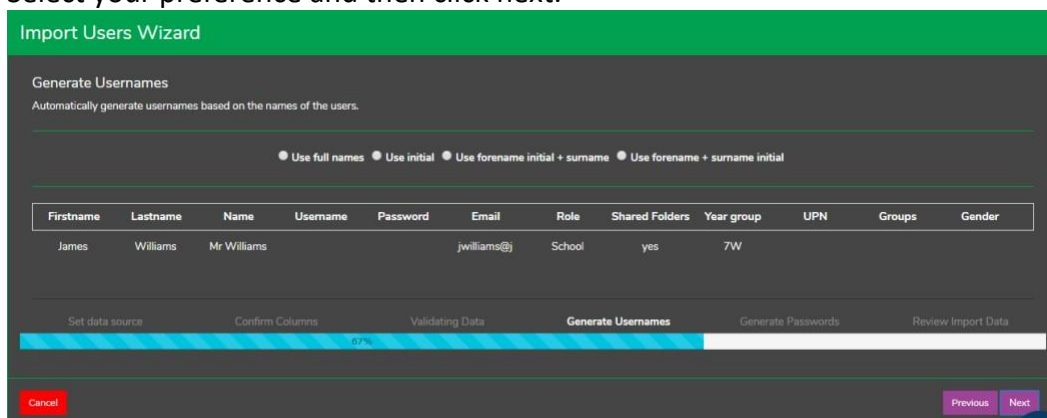 Select your preference and then click next.
Import Users Wizard
Generate Usernames
Automatically generate usernames based on the names of the users.
Use full names Use initial Use forename initial + surname Use forename + surname initial
Firstname Lastname Name Username Password Email Role Shared Folders Year group UPN Groups Gender
James Williams Mr Williams jwilliams@j School yes 7W
Set data source Confirm Columns Validating Data Generate Usernames Generate Passwords Review Import Data
67%
Cancel Previous Next